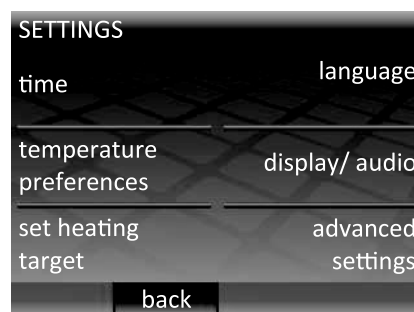 SETTINGS
time
language
temperature
preferences
display/ audio
set heating
target
advanced
settings
back